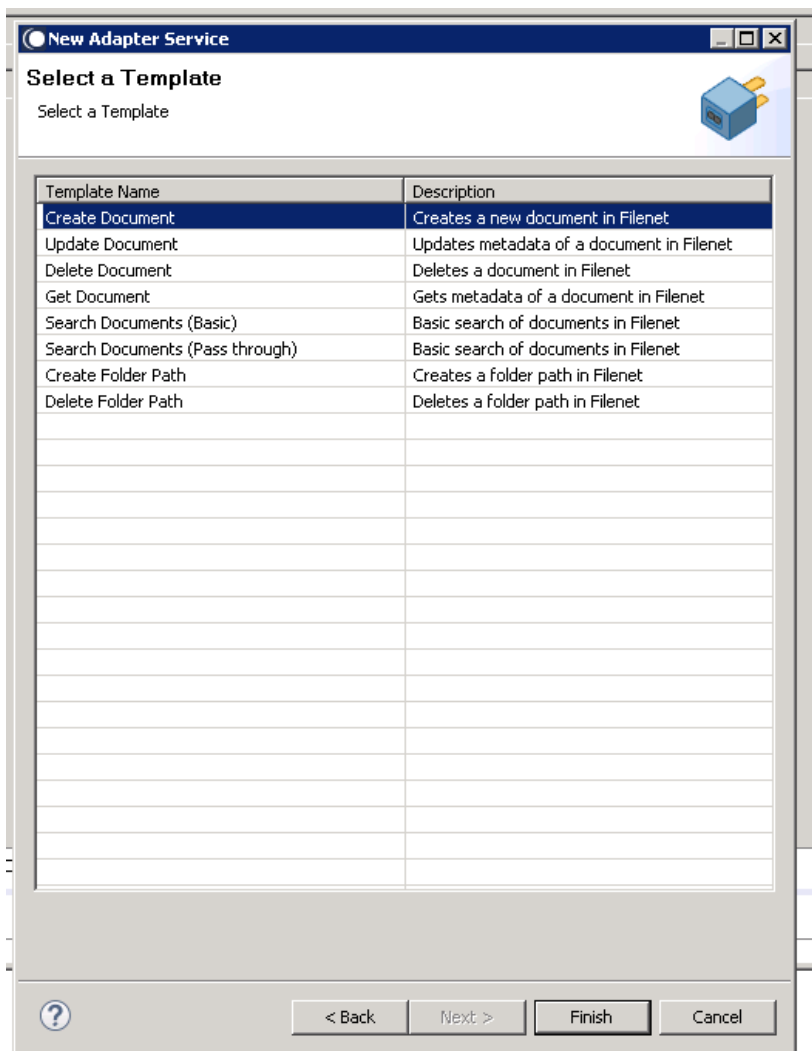 New Adapter Service
Select a Template
Select a Template
Template Name Description
Create Document Creates a new document in Filenet
Update Document Updates metadata of a document in Filenet
Delete Document Deletes a document in Filenet
Get Document Gets metadata of a document in Filenet
Search Documents (Basic) Basic search of documents in Filenet
Search Documents (Pass through) Basic search of documents in Filenet
Create Folder Path Creates a folder path in Filenet
Delete Folder Path Deletes a folder path in Filenet
? < Back Next > Finish Cancel